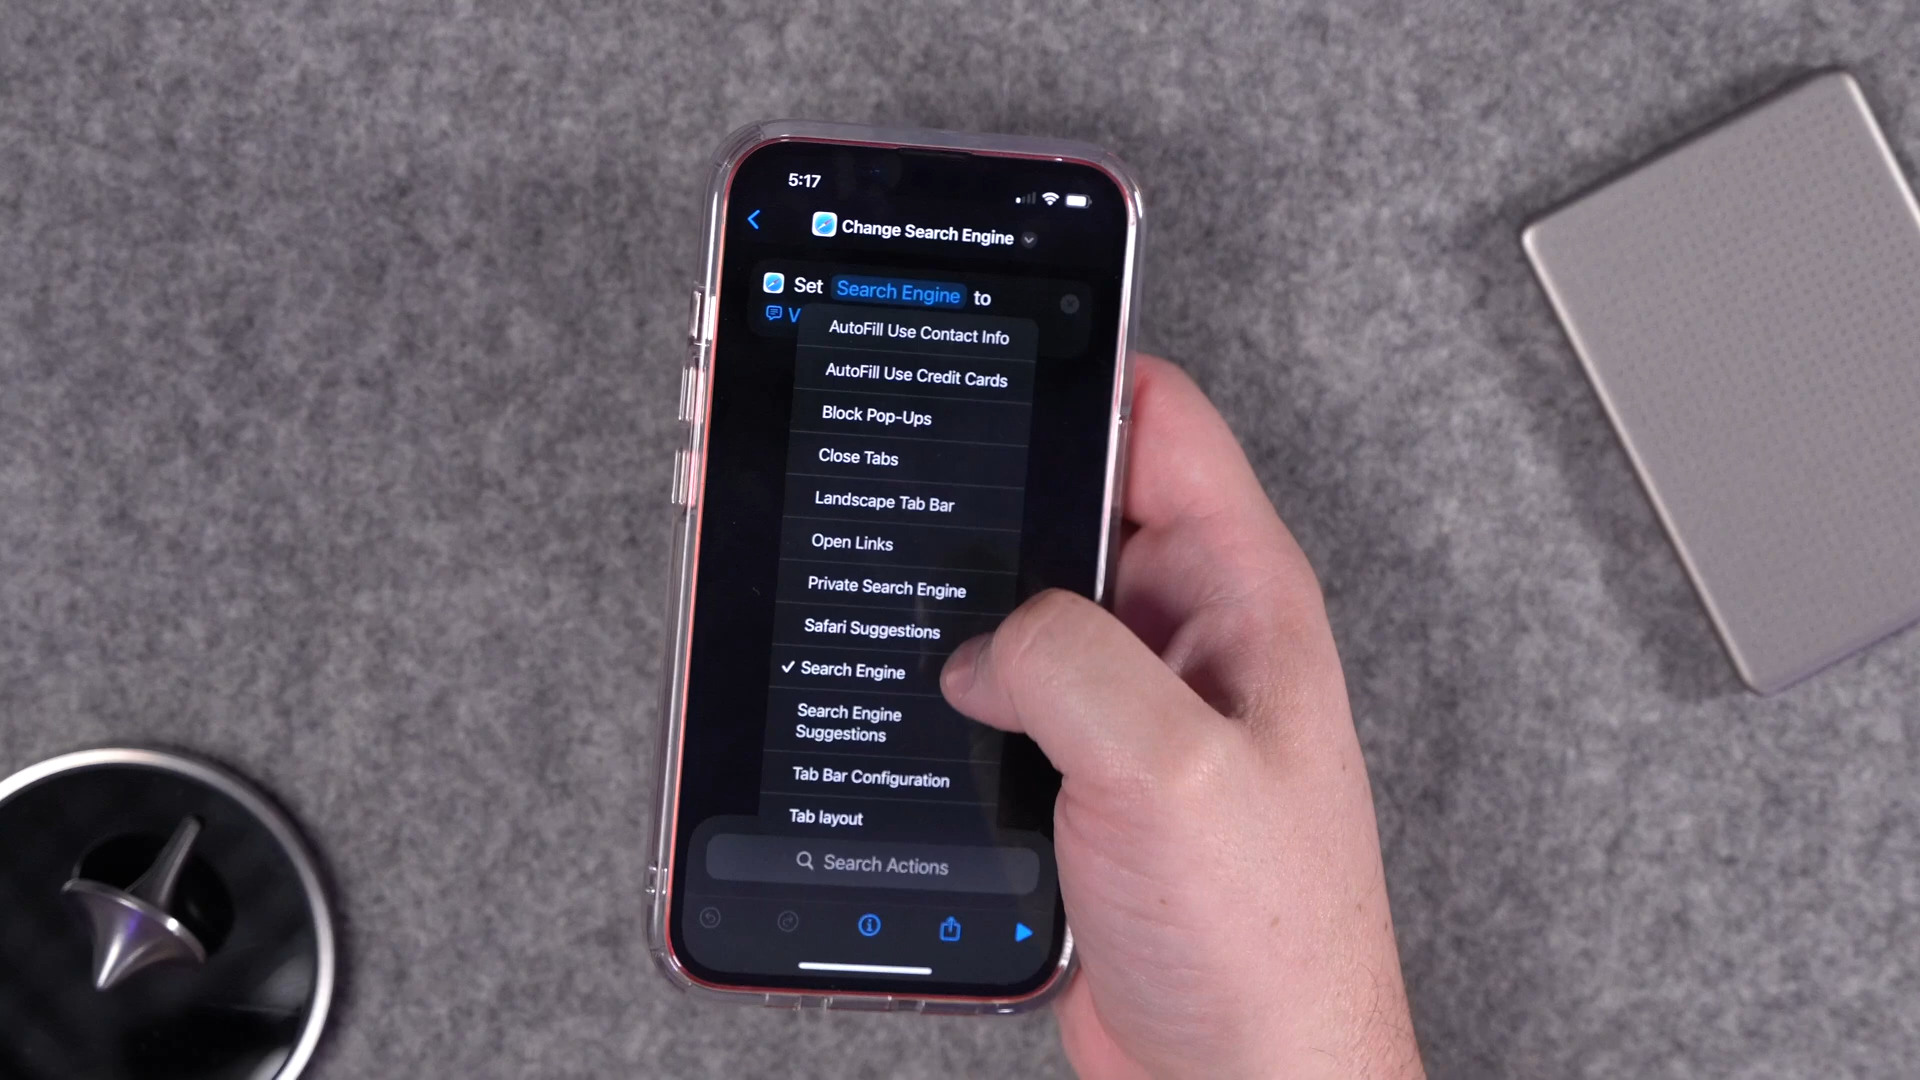 5:17
Change Search Engine
Set Search Engine to
V
AutoFill Use Contact Info
AutoFill Use Credit Cards
Block Pop-Ups
Close Tabs
Landscape Tab Bar
Open Links
Private Search Engine
Safari Suggestions
Search Engine
Search Engine
Suggestions
Tab Bar Configuration
Tab layout
Search Actions